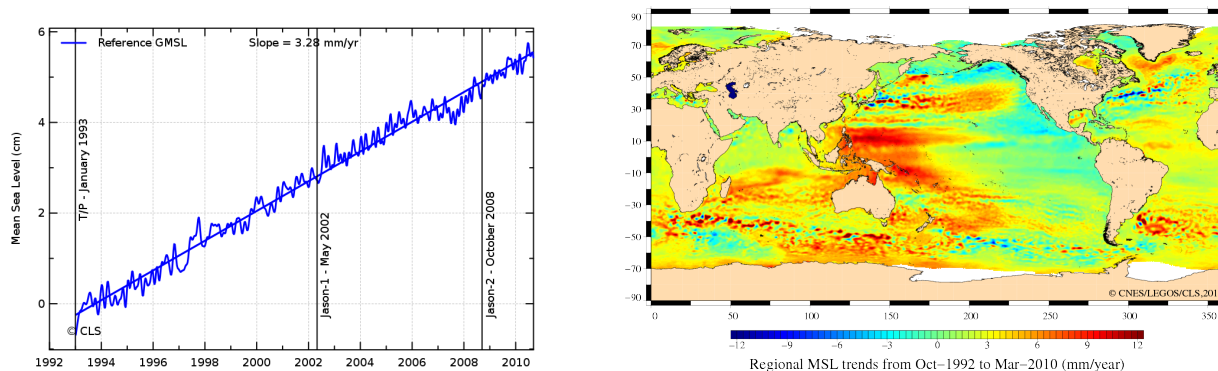 6
4
2
0
Mean Sea Level (cm)
Reference GMSL
Slope = 3.28 mm/yr
T/P - January 1993
Jason-1 - May 2002
Jason-2 - October 2008
© CLS
1992 1994 1996 1998 2000 2002 2004 2006 2008 2010
90
70
50
30
10
-10
-30
-50
-70
-90
© CNES/LEGOS/CLS,201
0 50 100 150 200 250 300 350
-12 -9 -6 -3 0 3 6 9 12
Regional MSL trends from Oct-1992 to Mar-2010 (mm/year)